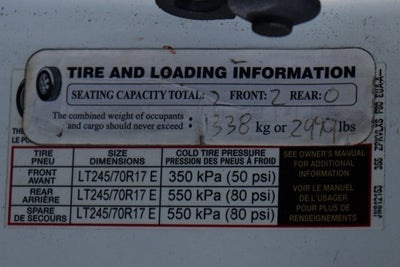 TIRE AND LOADING INFORMATION
SEATING CAPACITY TOTAL: 2 FRONT: 2 REAR: 0
The combined weight of occupants
and cargo should never exceed : 1338 kg or 2949 lbs
TIRE
PNEU
SIZE
DIMENSIONS
COLD TIRE PRESSURE
PRESSION DES PNEUS À FROID
FRONT
AVANT
LT245/70R17 E
350 kPa (50 psi)
REAR
ARRIÈRE
LT245/70R17 E
550 kPa (80 psi)
SPARE
DE SECOURS
LT245/70R17 E
550 kPa (80 psi)
SEE OWNER'S MANUAL
FOR ADDITIONAL
INFORMATION
VOIR LE MANUEL
DE L'USAGER
POUR PLUS DE
RENSEIGNEMENTS